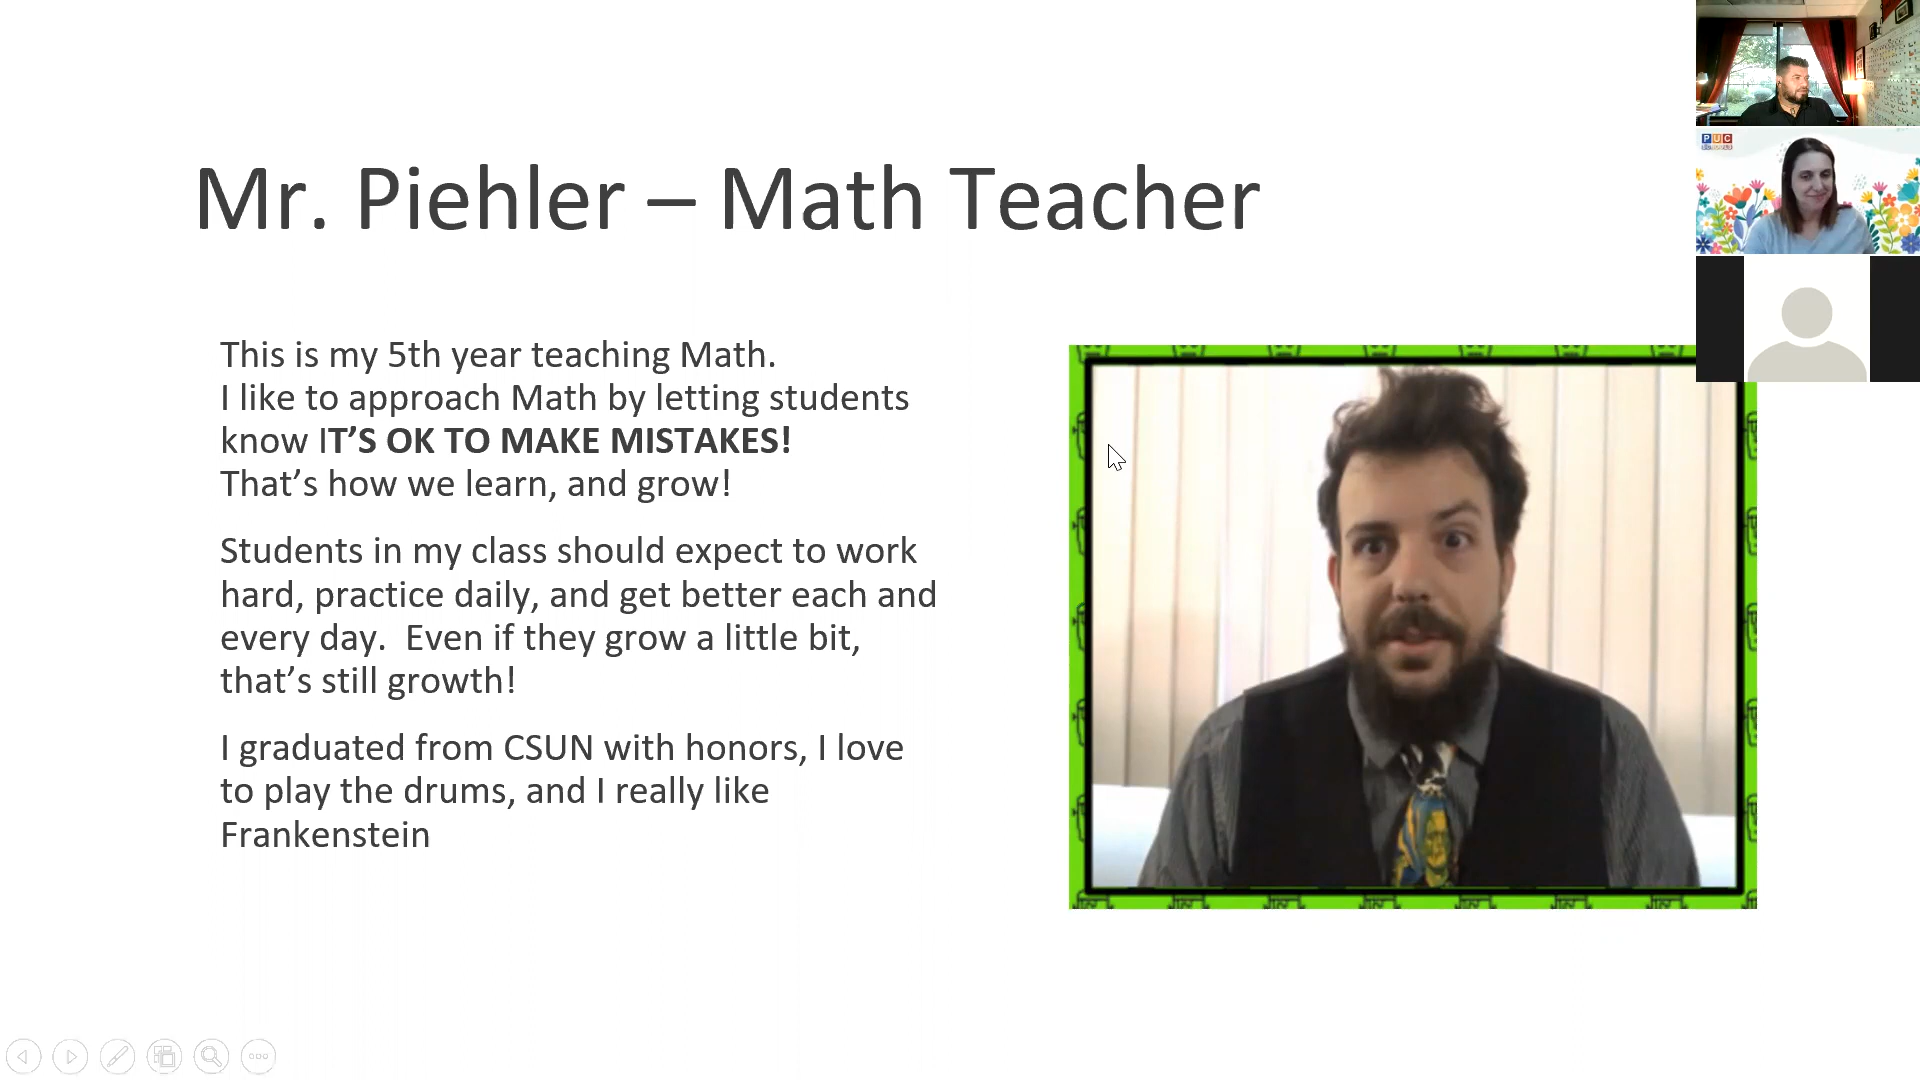 Mr. Piehler – Math Teacher
This is my 5th year teaching Math.
I like to approach Math by letting students
know IT’S OK TO MAKE MISTAKES!
That’s how we learn, and grow!
Students in my class should expect to work
hard, practice daily, and get better each and
every day.  Even if they grow a little bit,
that’s still growth!
I graduated from CSUN with honors, I love
to play the drums, and I really like
Frankenstein
PUC